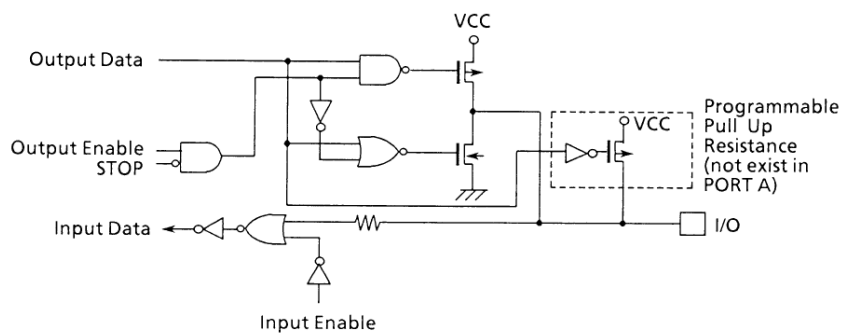 VCC
Output Data
VCC
Programmable
Pull Up
Resistance
(not exist in
PORT A)
Output Enable
STOP
Input Data
I/O
Input Enable